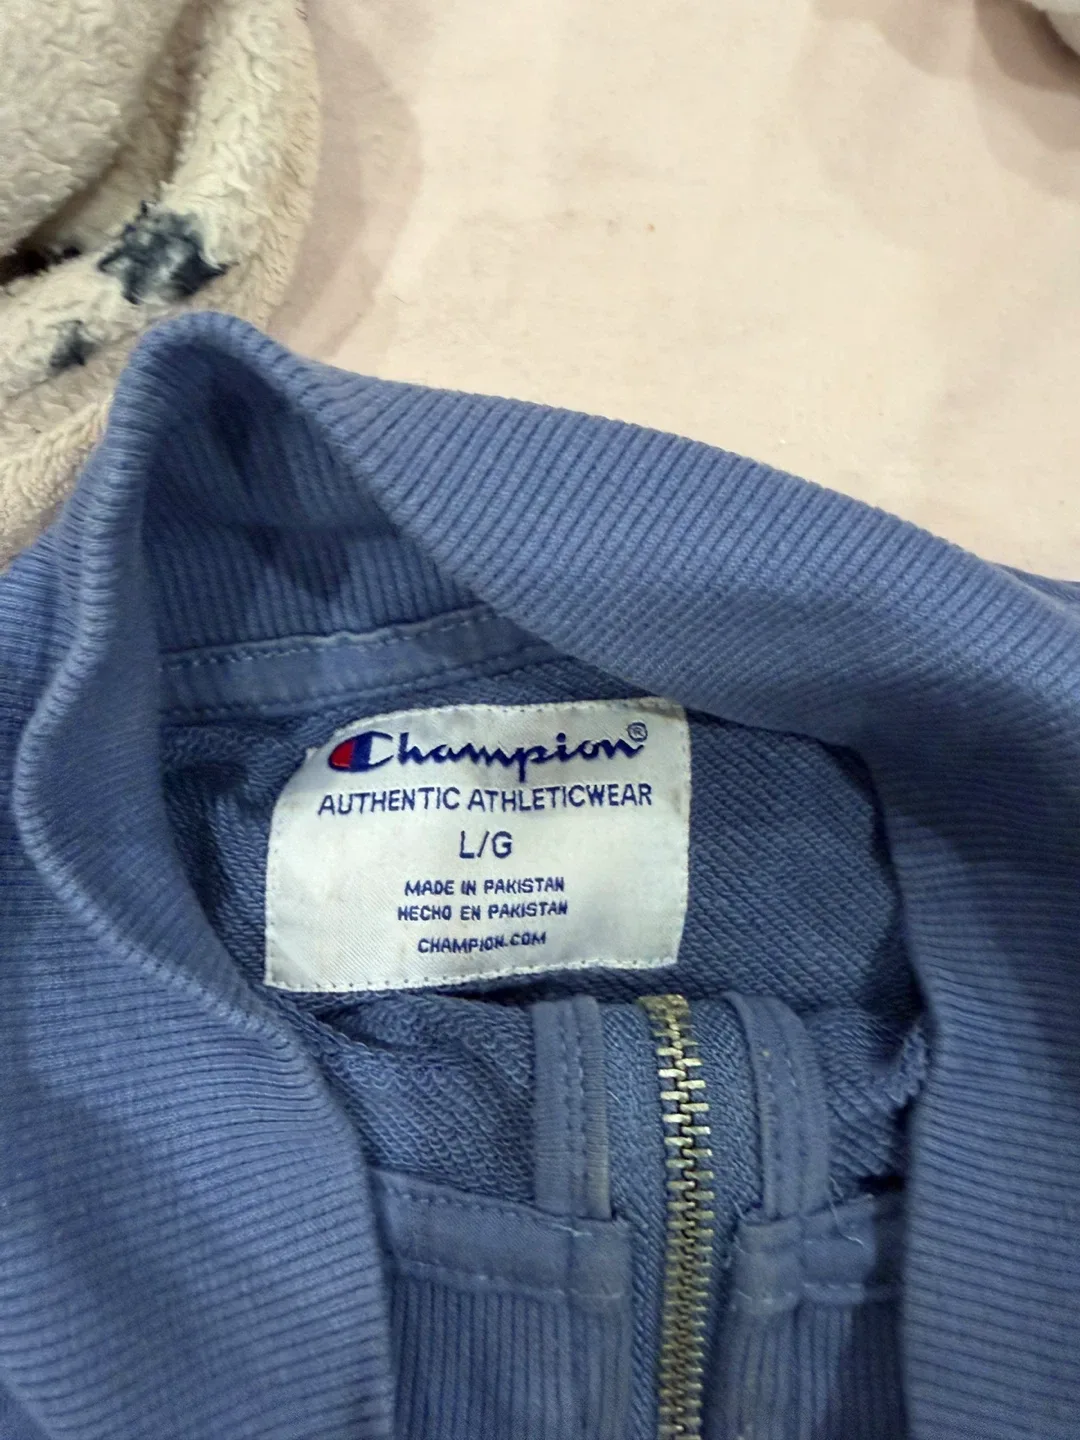 Champion®
AUTHENTIC ATHLETICWEAR
L/G
MADE IN PAKISTAN
HECHO EN PAKISTAN
CHAMPION.COM